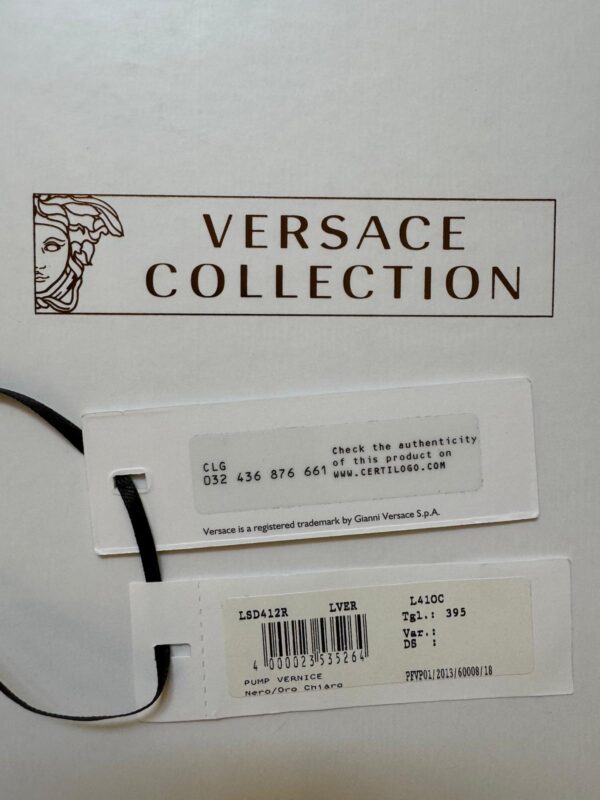 VERSACE
COLLECTION
CLG
032 436 876 661
Check the authenticity
of this product on
WWW.CERTILOGO.COM
Versace is a registered trademark by Gianni Versace S.p.A.
LSD412R LVER L41OC
Tgl.: 395
Var.:
DS :
4 000023 535264
PUMP VERNICE
Nero/Oro Chiaro
PFVP01/2013/60008/18